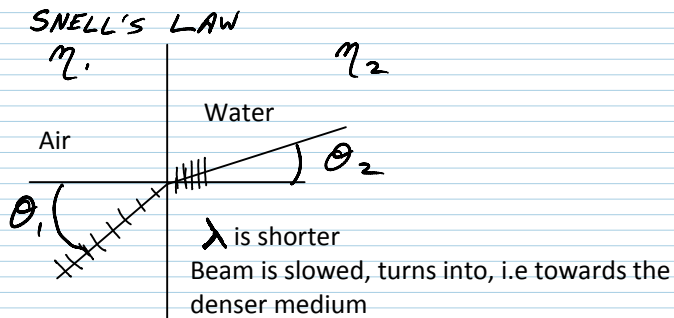 SNELL'S LAW
η1 η2
Water
Air
θ2
θ1
λ is shorter
Beam is slowed, turns into, i.e towards the
denser medium